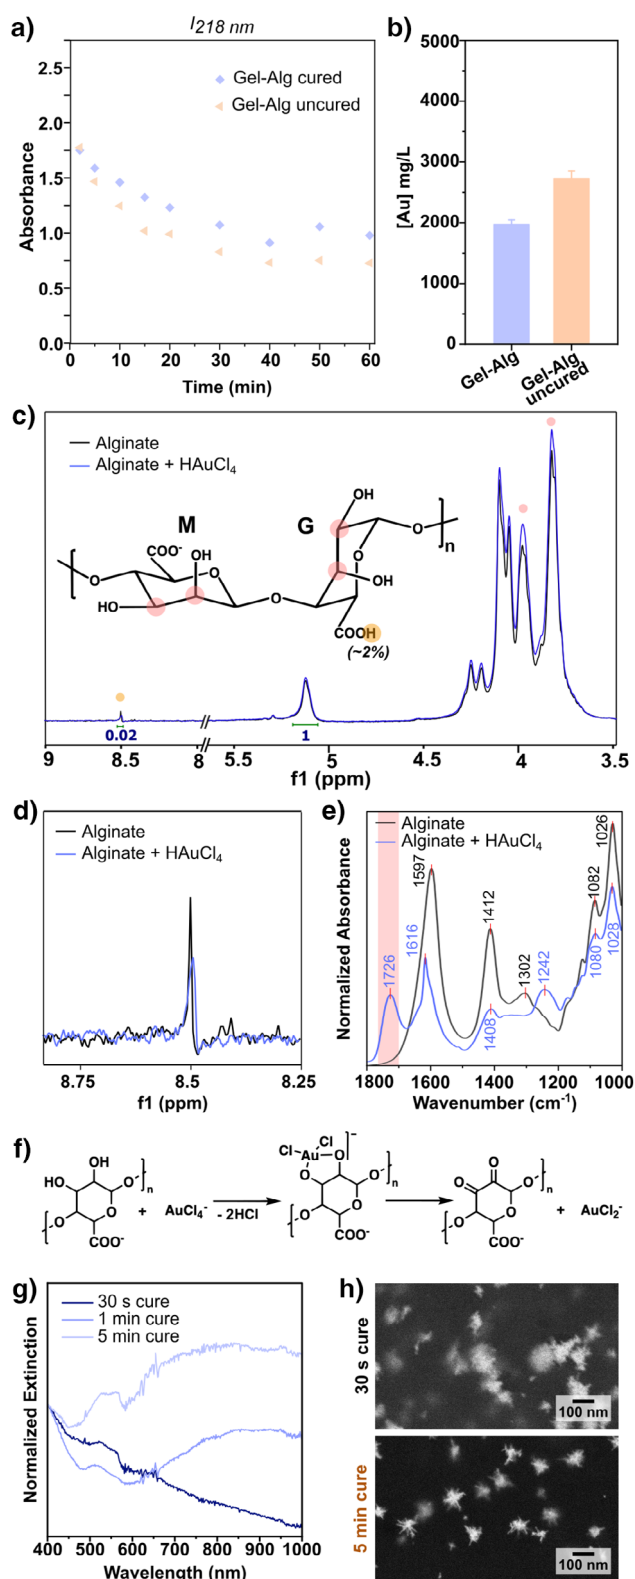 a)
I218 nm
Absorbance
2.5
2.0
1.5
1.0
0.5
0.0
Gel-Alg cured
Gel-Alg uncured
0 10 20 30 40 50 60
Time (min)
b)
[Au] mg/L
5000
4000
3000
2000
1000
0
Gel-Alg
Gel-Alg
uncured
c)
Alginate
Alginate + HAuCl4
M
G
COO-
OH
O
O
HO
O
OH
O
OH
O
n
COOH
(~2%)
0.02
1
9 8.5 8 5.5 5 4.5 4 3.5
f1 (ppm)
d)
Alginate
Alginate + HAuCl4
8.75 8.5 8.25
f1 (ppm)
e)
Normalized Absorbance
Alginate
Alginate + HAuCl4
1726
1616
1597
1412
1408
1302
1242
1082
1080
1026
1028
1800 1600 1400 1200 1000
Wavenumber (cm-1)
f)
OH
HO
O
n
O
O
COO-
+ AuCl4-
- 2HCl
Cl
Cl
Au
O
O
−
O
n
O
O
COO-
O
O
O
n
O
O
COO-
+ AuCl2-
g)
Normalized Extinction
30 s cure
1 min cure
5 min cure
400 500 600 700 800 900 1000
Wavelength (nm)
h)
30 s cure
100 nm
5 min cure
100 nm